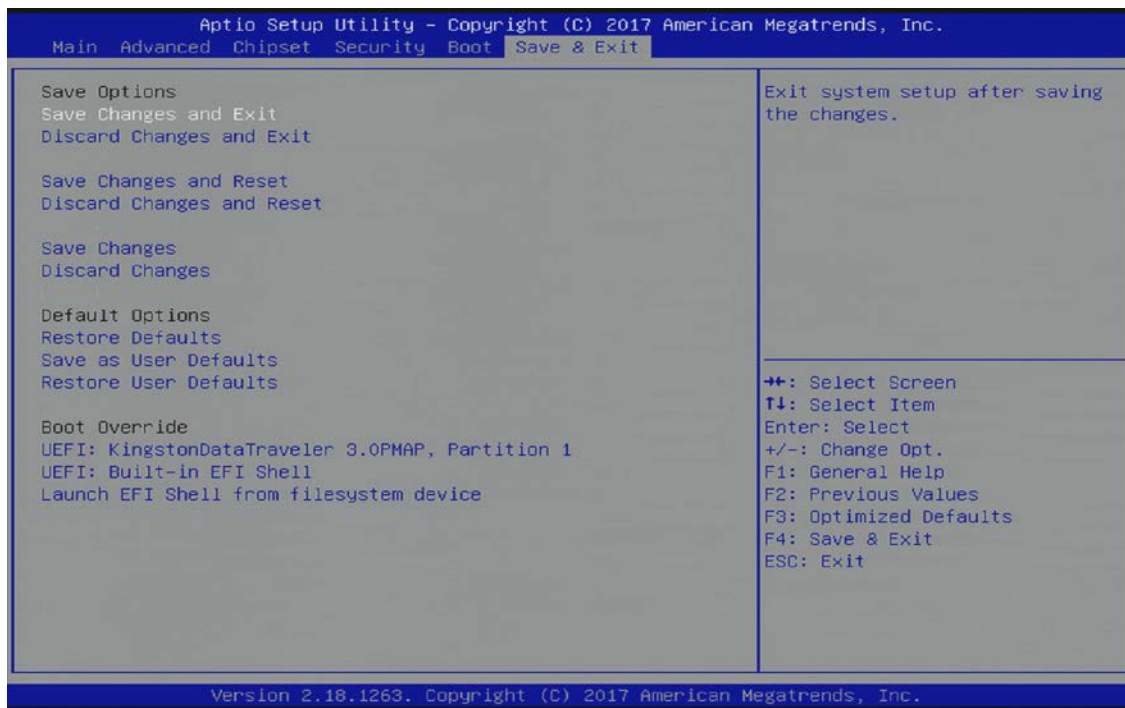 Aptio Setup Utility – Copyright (C) 2017 American Megatrends, Inc.
Main Advanced Chipset Security Boot Save & Exit
Save Options
Save Changes and Exit
Discard Changes and Exit
Save Changes and Reset
Discard Changes and Reset
Save Changes
Discard Changes
Default Options
Restore Defaults
Save as User Defaults
Restore User Defaults
Boot Override
UEFI: KingstonDataTraveler 3.0PMAP, Partition 1
UEFI: Built-in EFI Shell
Launch EFI Shell from filesystem device
Exit system setup after saving
the changes.
→←: Select Screen
↑↓: Select Item
Enter: Select
+/-: Change Opt.
F1: General Help
F2: Previous Values
F3: Optimized Defaults
F4: Save & Exit
ESC: Exit
Version 2.18.1263. Copyright (C) 2017 American Megatrends, Inc.